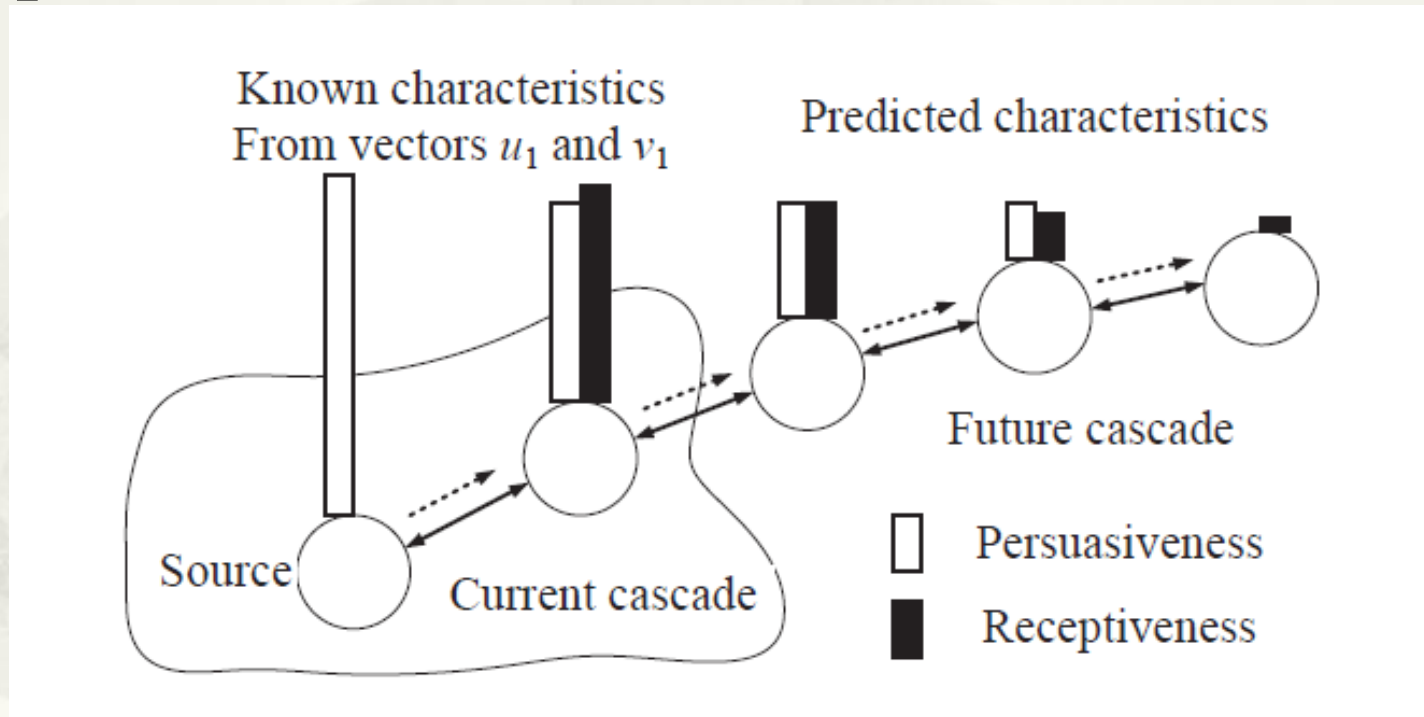 Known characteristics
From vectors u₁ and v₁
Predicted characteristics
Future cascade
Source
Current cascade
Persuasiveness
Receptiveness